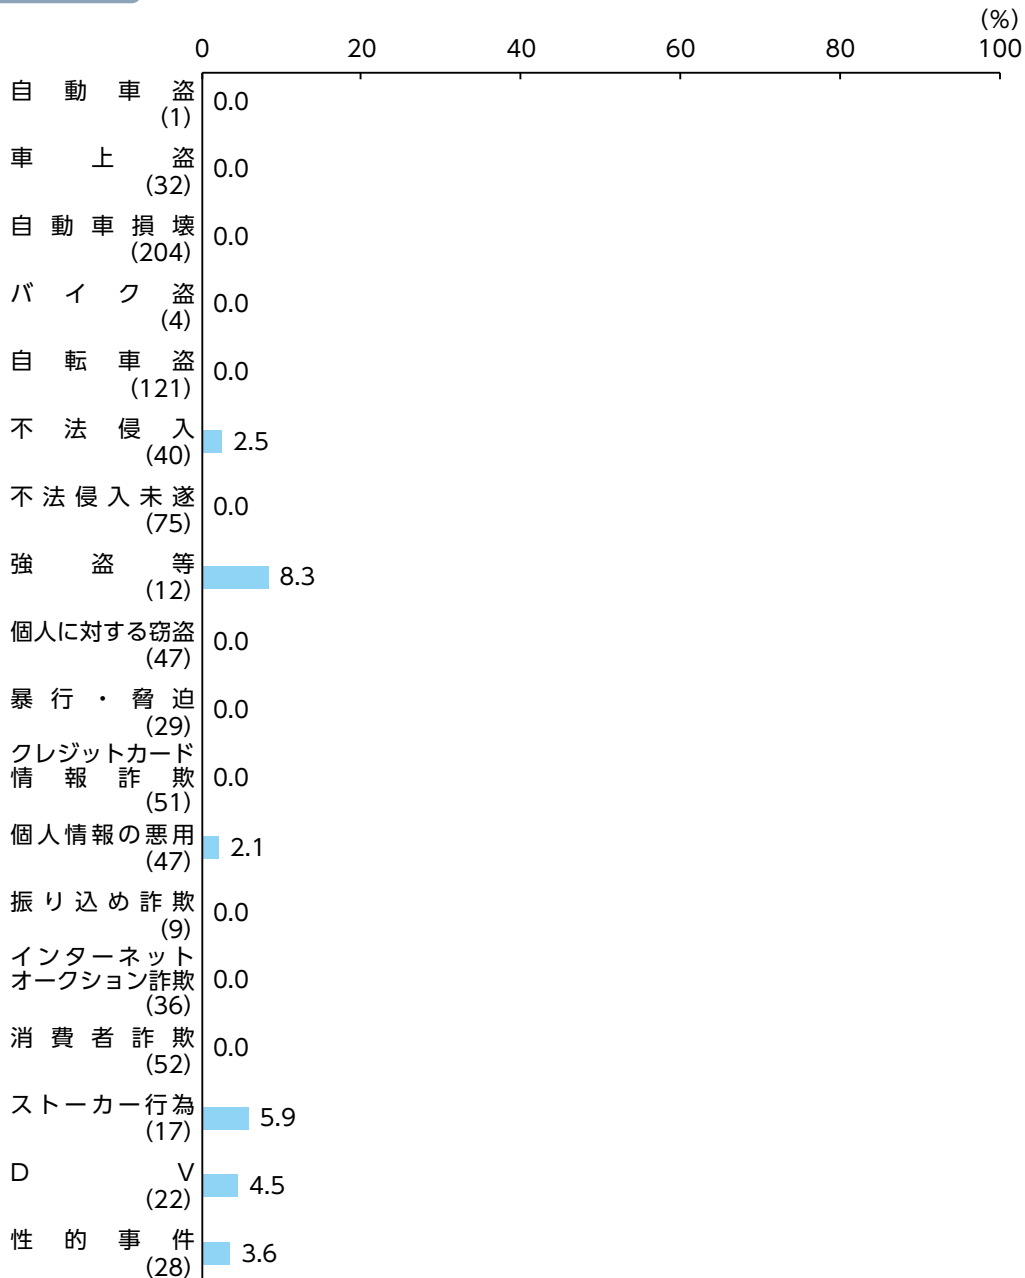 (%)
0 20 40 60 80 100
自動車盗
(1)
0.0
車上盗
(32)
0.0
自動車損壊
(204)
0.0
バイク盗
(4)
0.0
自転車盗
(121)
0.0
不法侵入
(40)
2.5
不法侵入未遂
(75)
0.0
強盗等
(12)
8.3
個人に対する窃盗
(47)
0.0
暴行・脅迫
(29)
0.0
クレジットカード
情報詐欺
(51)
0.0
個人情報の悪用
(47)
2.1
振り込め詐欺
(9)
0.0
インターネット
オークション詐欺
(36)
0.0
消費者詐欺
(52)
0.0
ストーカー行為
(17)
5.9
DV
(22)
4.5
性的事件
(28)
3.6